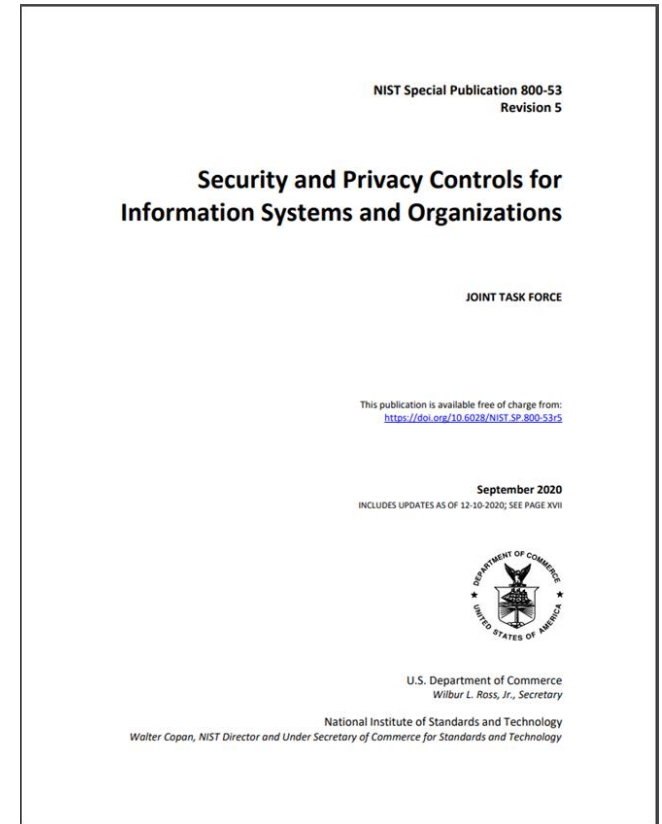 NIST Special Publication 800-53
Revision 5
Security and Privacy Controls for
Information Systems and Organizations
JOINT TASK FORCE
This publication is available free of charge from:
https://doi.org/10.6028/NIST.SP.800-53r5
September 2020
INCLUDES UPDATES AS OF 12-10-2020; SEE PAGE XVII
DEPARTMENT OF COMMERCE
UNITED STATES OF AMERICA
U.S. Department of Commerce
Wilbur L. Ross, Jr., Secretary
National Institute of Standards and Technology
Walter Copan, NIST Director and Under Secretary of Commerce for Standards and Technology